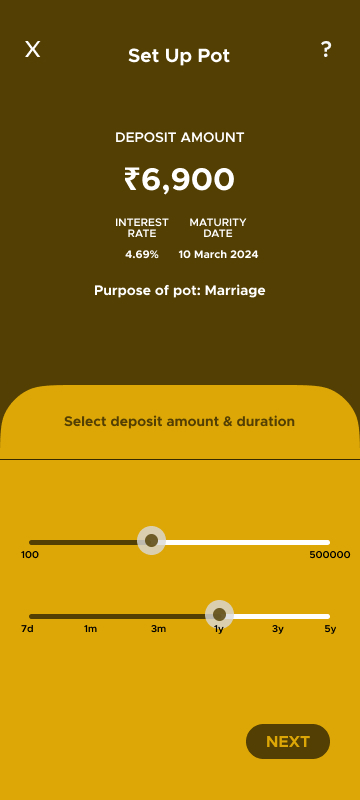 X
Set Up Pot
?
DEPOSIT AMOUNT
₹6,900
INTEREST
RATE
MATURITY
DATE
4.69%
10 March 2024
Purpose of pot: Marriage
Select deposit amount & duration
100
500000
7d
1m
3m
1y
3y
5y
NEXT